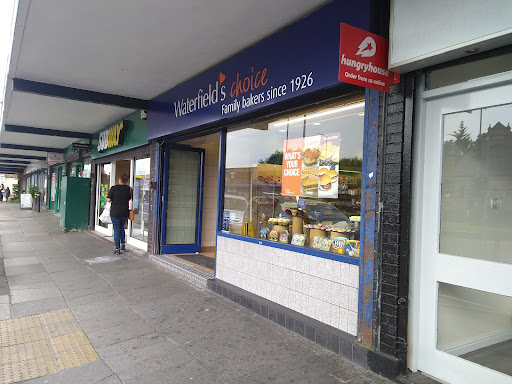 SUBWAY
Waterfield's choice
Family bakers since 1926
hungryhouse
Order from us online
WHAT'S
YOUR
CHOICE